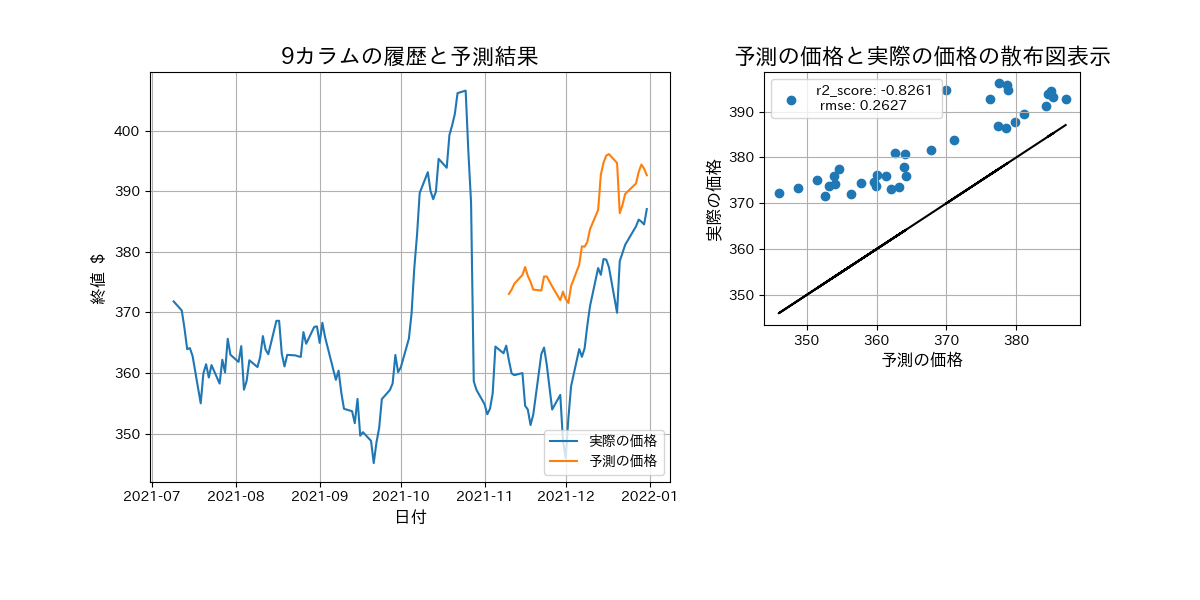 9カラムの履歴と予測結果
終値 $
400
390
380
370
360
350
2021-07 2021-08 2021-09 2021-10 2021-11 2021-12 2022-01
日付
実際の価格
予測の価格
予測の価格と実際の価格の散布図表示
r2_score: -0.8261
rmse: 0.2627
実際の価格
390
380
370
360
350
350 360 370 380
予測の価格